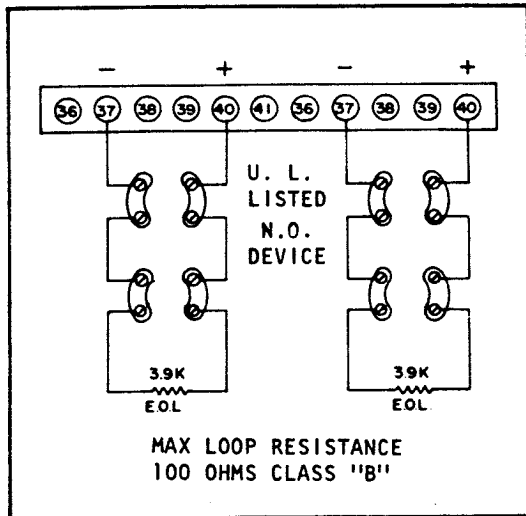 − + − +
36 37 38 39 40 41 36 37 38 39 40
U. L.
LISTED
N.O.
DEVICE
3.9K
E.O.L
3.9K
E.O.L.
MAX LOOP RESISTANCE
100 OHMS CLASS "B"